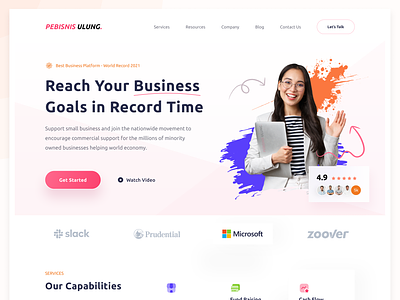 PEBISNIS ULUNG.
Services
Resources
Company
Blog
Contact Us
Let's Talk
Best Business Platform - World Record 2021
Reach Your Business
Goals in Record Time
Support small business and join the nationwide movement to
encourage commercial support for the millions of minority
owned businesses helping world economy.
Get Started
Watch Video
4.9
slack
Prudential
Microsoft
zoover
SERVICES
Our Capabilities
Fund Raising
Cash Flow